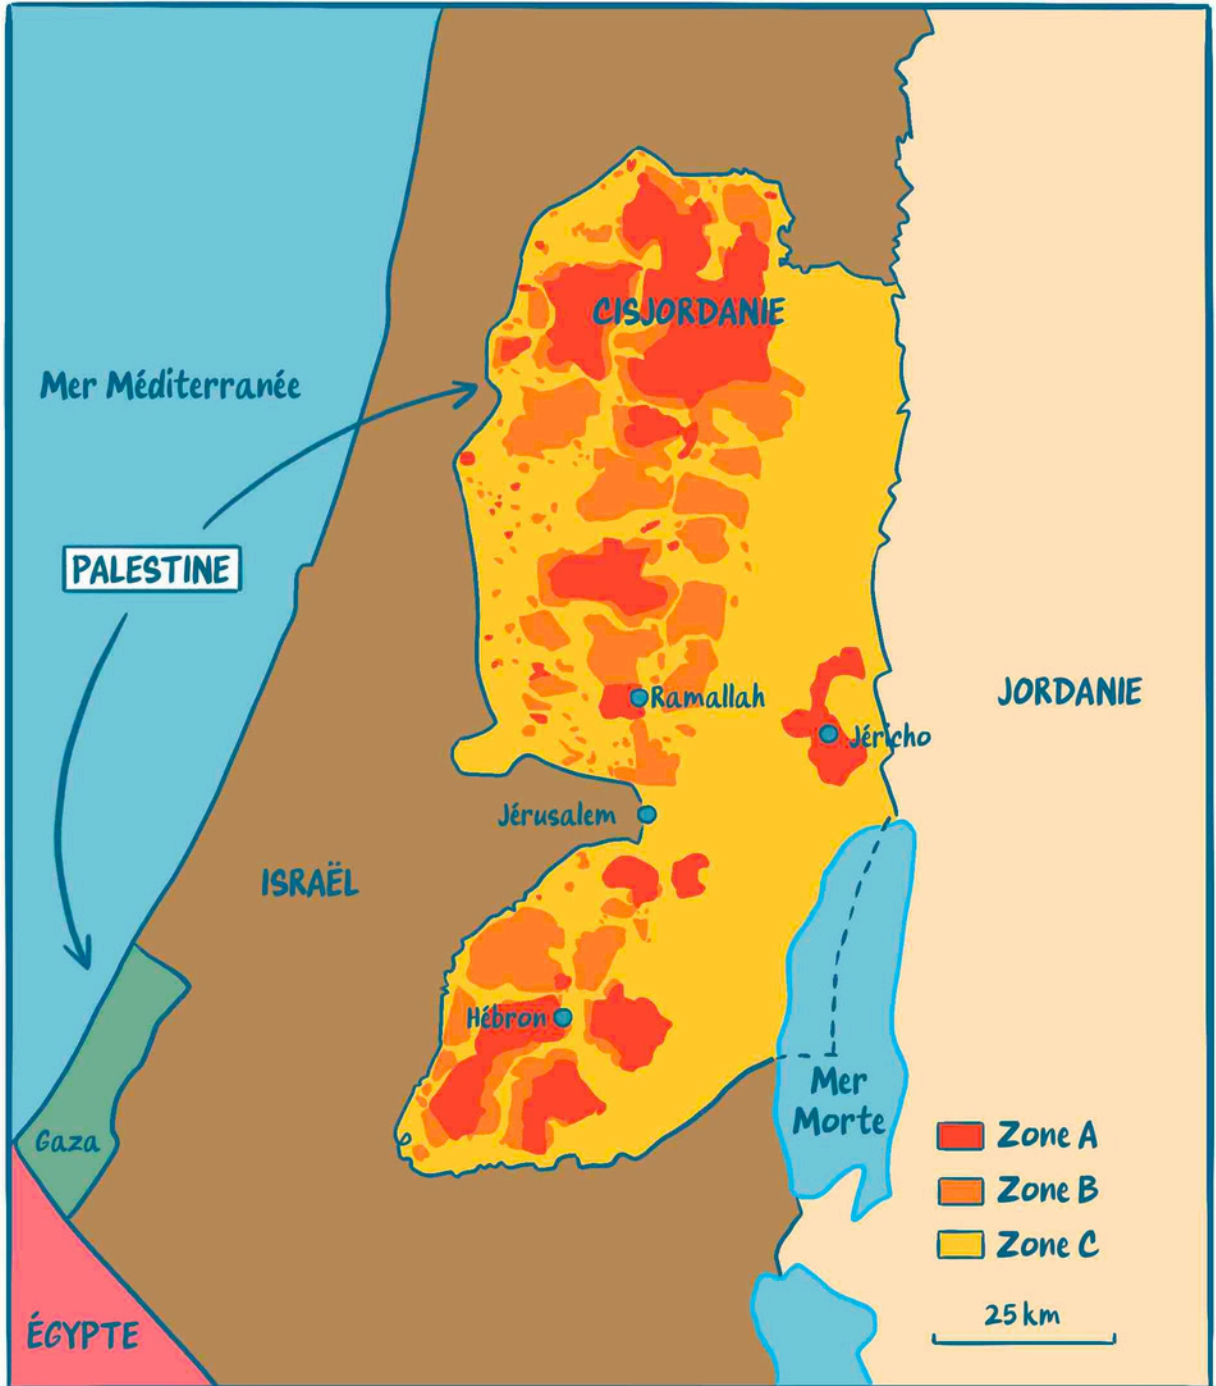 CISJORDANIE
Mer Méditerranée
PALESTINE
JORDANIE
Ramallah
Jéricho
Jérusalem
ISRAËL
Hébron
Mer
Morte
Gaza
ÉGYPTE
Zone A
Zone B
Zone C
25 km